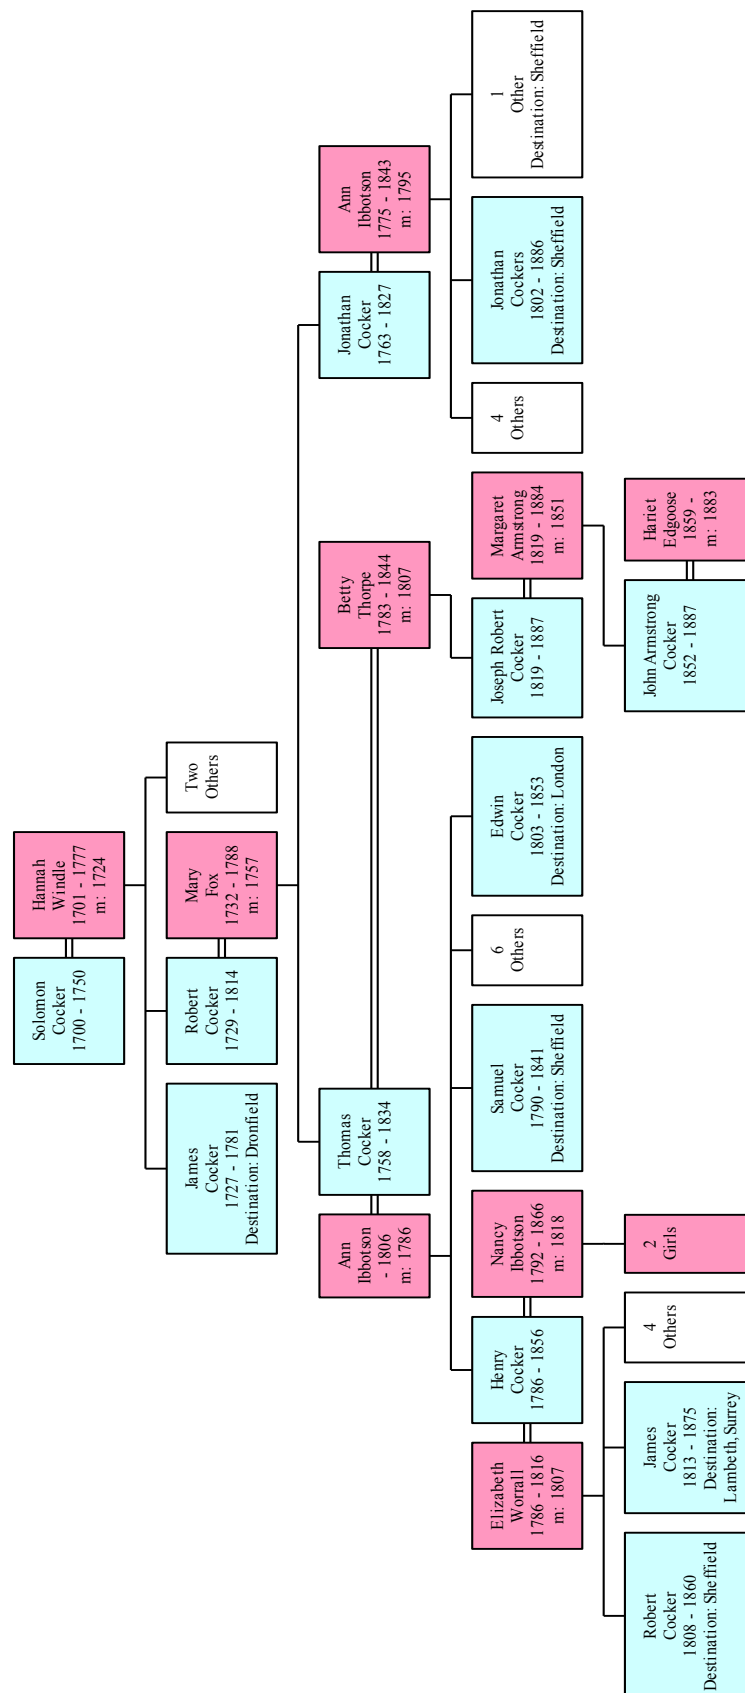 Solomon
Cocker
1700 - 1750
Hannah
Windle
1701 - 1777
m: 1724
James
Cocker
1727 - 1781
Destination: Dronfield
Robert
Cocker
1729 - 1814
Mary
Fox
1732 - 1788
m: 1757
Two
Others
Ann
Ibbotson
- 1806
m: 1786
Thomas
Cocker
1758 - 1834
Betty
Thorpe
1783 - 1844
m: 1807
Jonathan
Cocker
1763 - 1827
Ann
Ibbotson
1775 - 1843
m: 1795
Elizabeth
Worrall
1786 - 1816
m: 1807
Henry
Cocker
1786 - 1856
Nancy
Ibbotson
1792 - 1866
m: 1818
Samuel
Cocker
1790 - 1841
Destination: Sheffield
6
Others
Edwin
Cocker
1803 - 1853
Destination: London
Joseph Robert
Cocker
1819 - 1887
Margaret
Armstrong
1819 - 1884
m: 1851
4
Others
Jonathan
Cockers
1802 - 1886
Destination: Sheffield
1
Other
Destination: Sheffield
Robert
Cocker
1808 - 1860
Destination: Sheffield
James
Cocker
1813 - 1875
Destination:
Lambeth, Surrey
4
Others
2
Girls
John Armstrong
Cocker
1852 - 1887
Hariet
Edgoose
1859 -
m: 1883